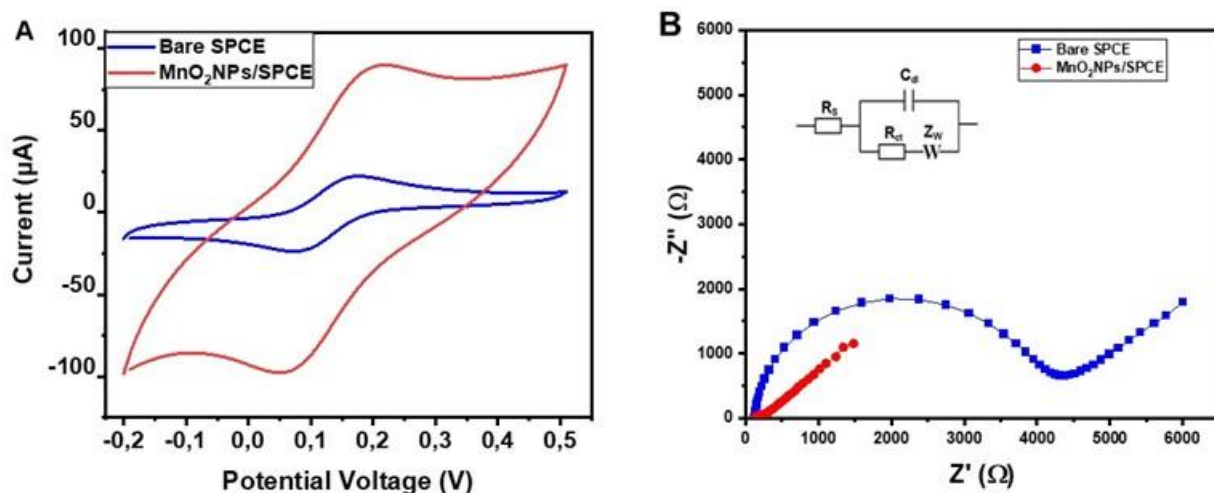 A
Bare SPCE
MnO₂NPs/SPCE
100
50
0
-50
-100
Current (µA)
-0,2 -0,1 0,0 0,1 0,2 0,3 0,4 0,5
Potential Voltage (V)
B
Bare SPCE
MnO₂NPs/SPCE
Cdl
Rs
Rct
Zw
W
6000
5000
4000
3000
2000
1000
0
-Z'' (Ω)
0 1000 2000 3000 4000 5000 6000
Z' (Ω)